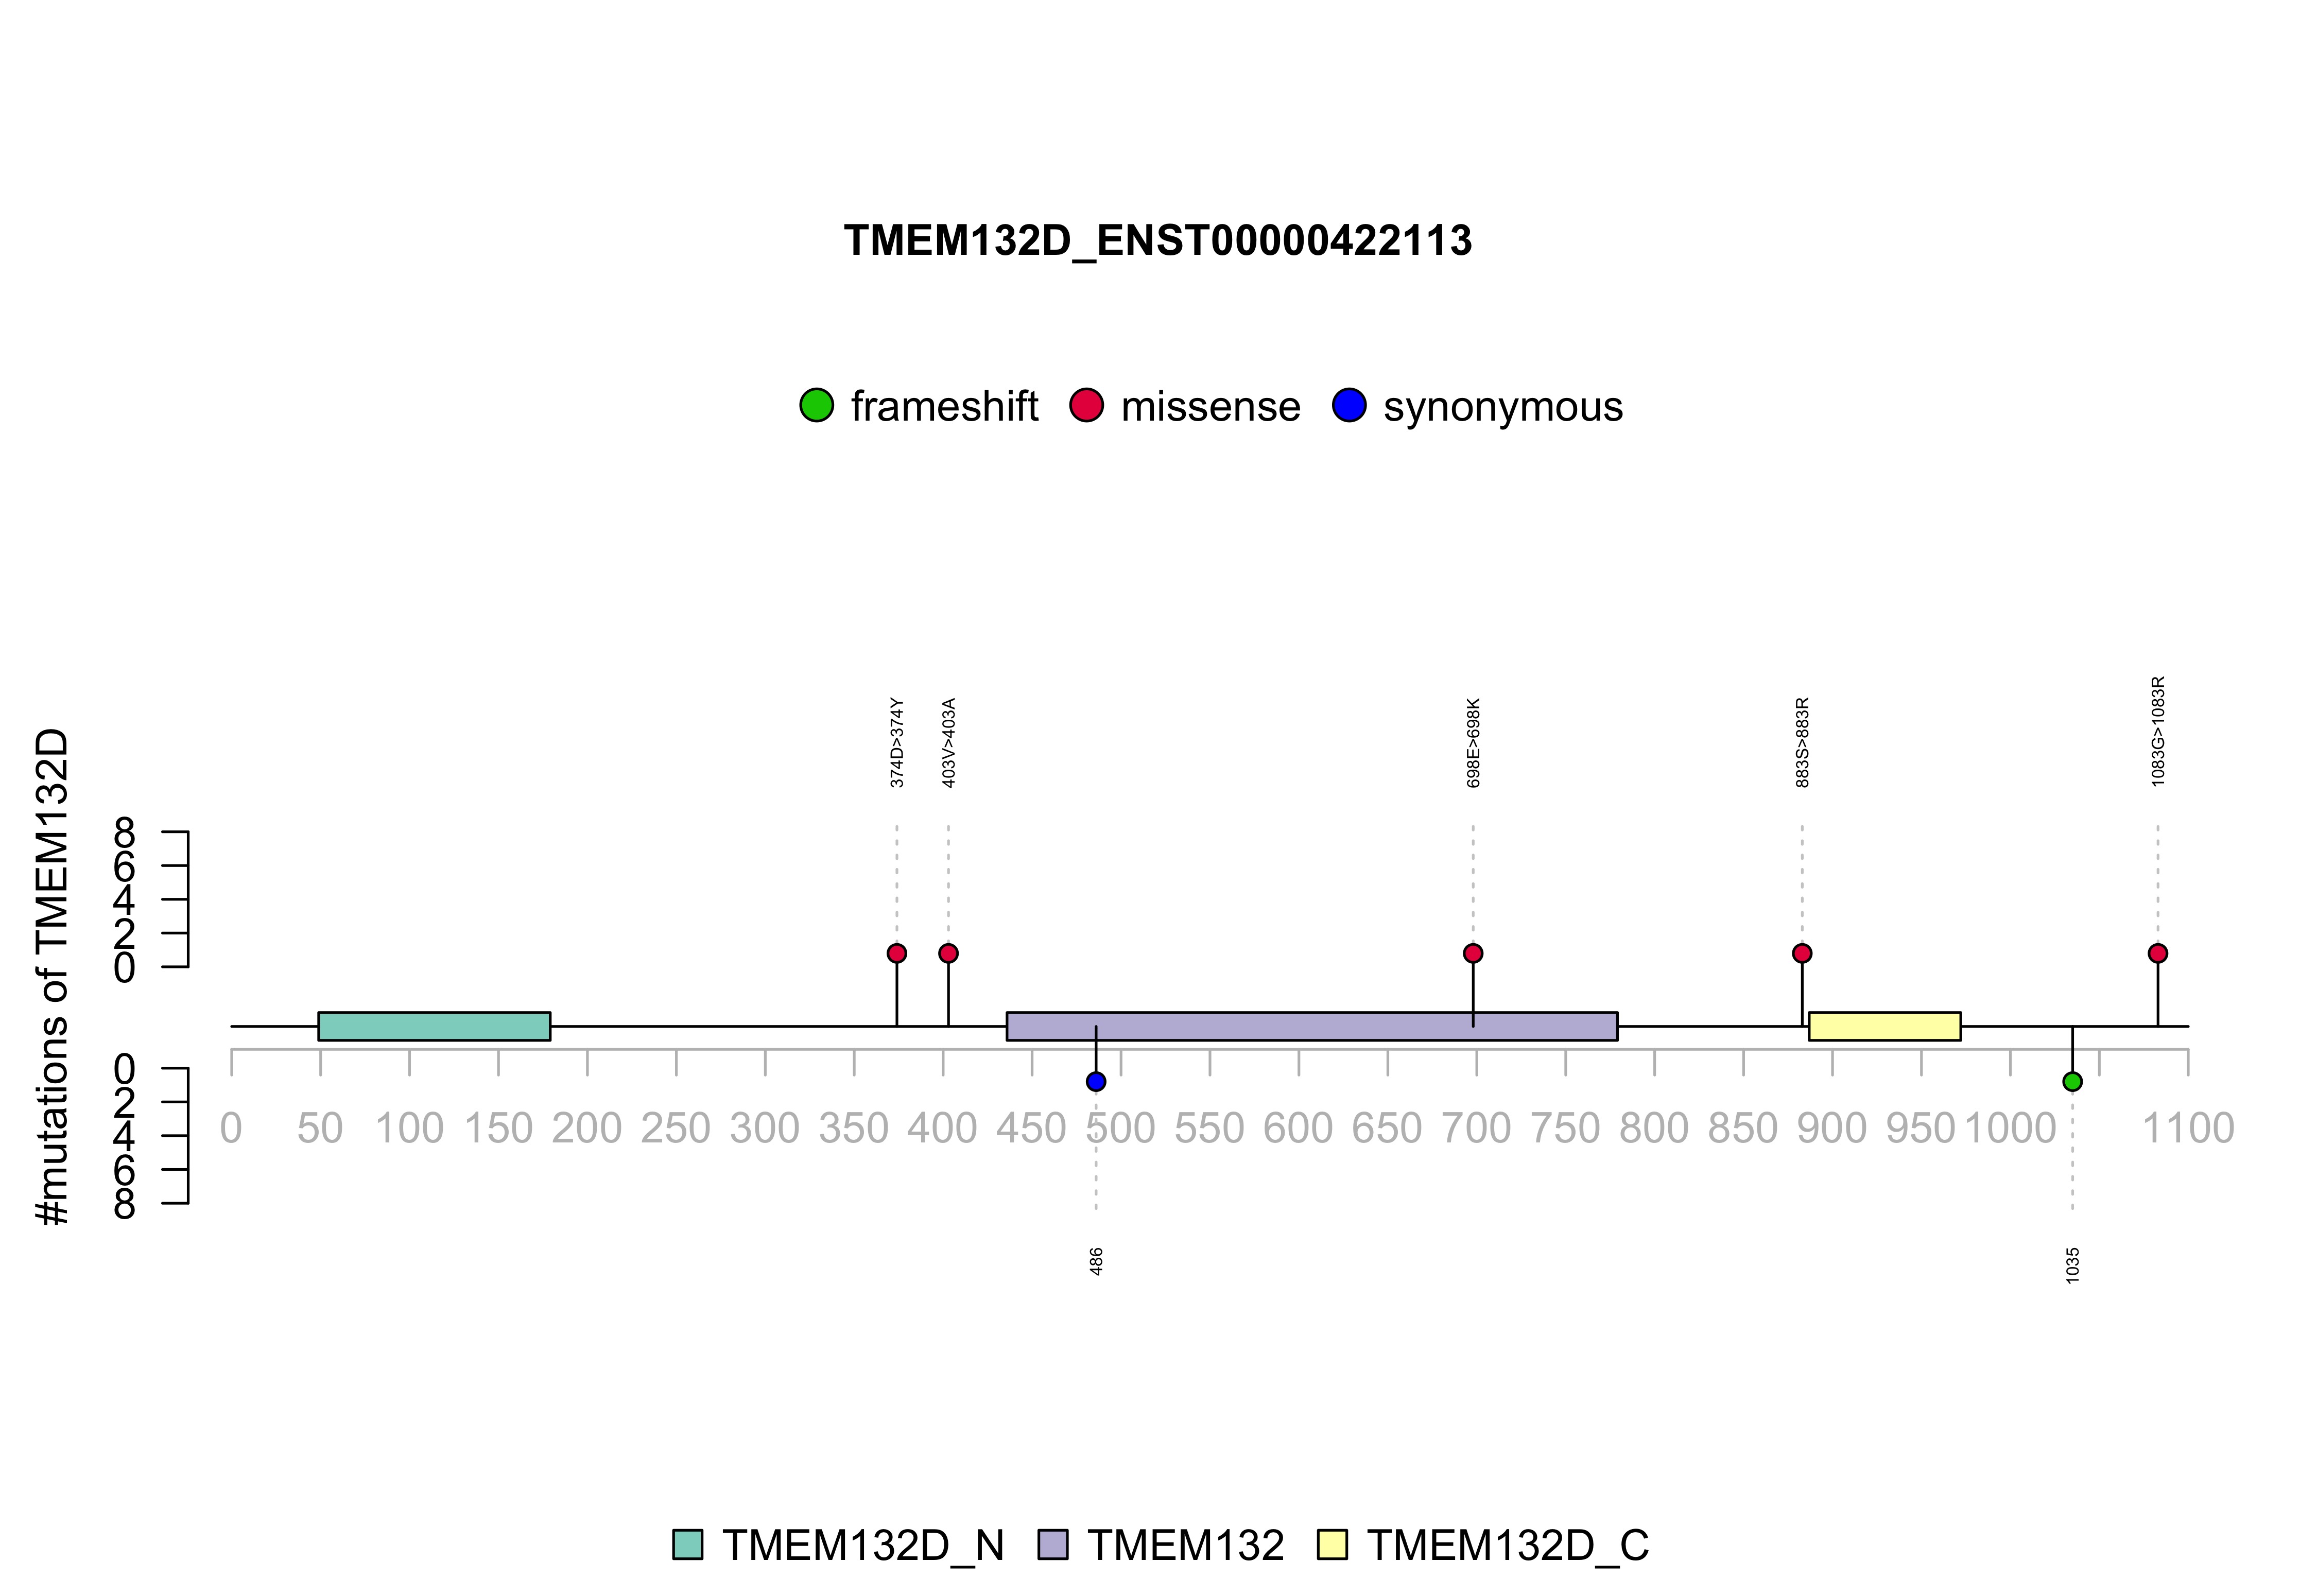 TMEM132D_ENST00000422113
frameshift missense synonymous
374D>374Y
403V>403A
698E>698K
883S>883R
1083G>1083R
#mutations of TMEM132D
8
6
4
2
0
0
2
4
6
8
0 50 100 150 200 250 300 350 400 450 500 550 600 650 700 750 800 850 900 950 1000 1100
486
1035
TMEM132D_N TMEM132 TMEM132D_C